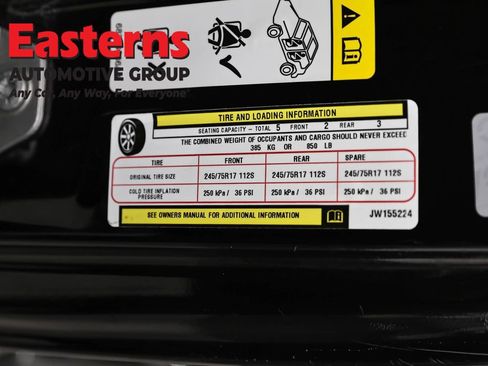 Easterns
AUTOMOTIVE GROUP
Any Car, Any Way, For Everyone
TIRE AND LOADING INFORMATION
SEATING CAPACITY - TOTAL 5 FRONT 2 REAR 3
THE COMBINED WEIGHT OF OCCUPANTS AND CARGO SHOULD NEVER EXCEED
385 KG OR 850 LB
TIRE FRONT REAR SPARE
ORIGINAL TIRE SIZE 245/75R17 112S 245/75R17 112S 245/75R17 112S
COLD TIRE INFLATION PRESSURE 250 kPa / 36 PSI 250 kPa / 36 PSI 250 kPa / 36 PSI
SEE OWNERS MANUAL FOR ADDITIONAL INFORMATION
JW155224